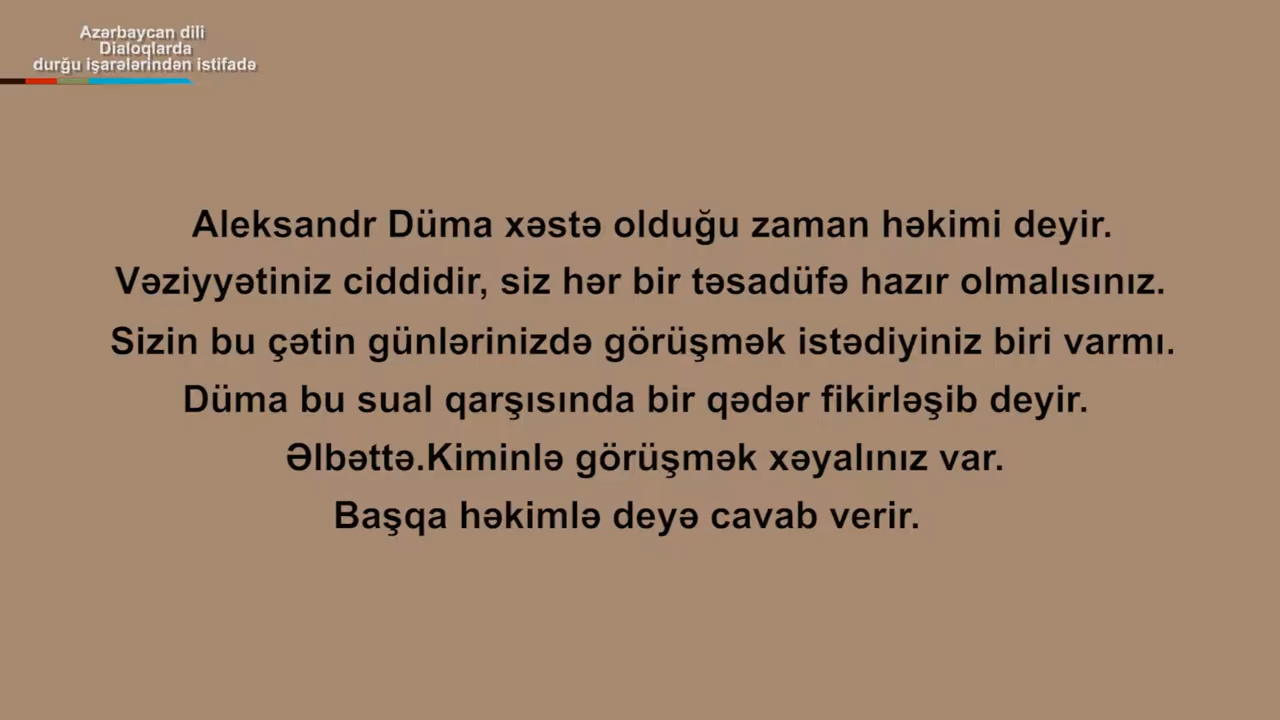 Azərbaycan dili
Dialoqlarda
durğu işarələrindən istifadə
Aleksandr Düma xəstə olduğu zaman həkimi deyir.
Vəziyyətiniz ciddidir, siz hər bir təsadüfə hazır olmalısınız.
Sizin bu çətin günlərinizdə görüşmək istədiyiniz biri varmı.
Düma bu sual qarşısında bir qədər fikirləşib deyir.
Əlbəttə.Kiminlə görüşmək xəyalınız var.
Başqa həkimlə deyə cavab verir.